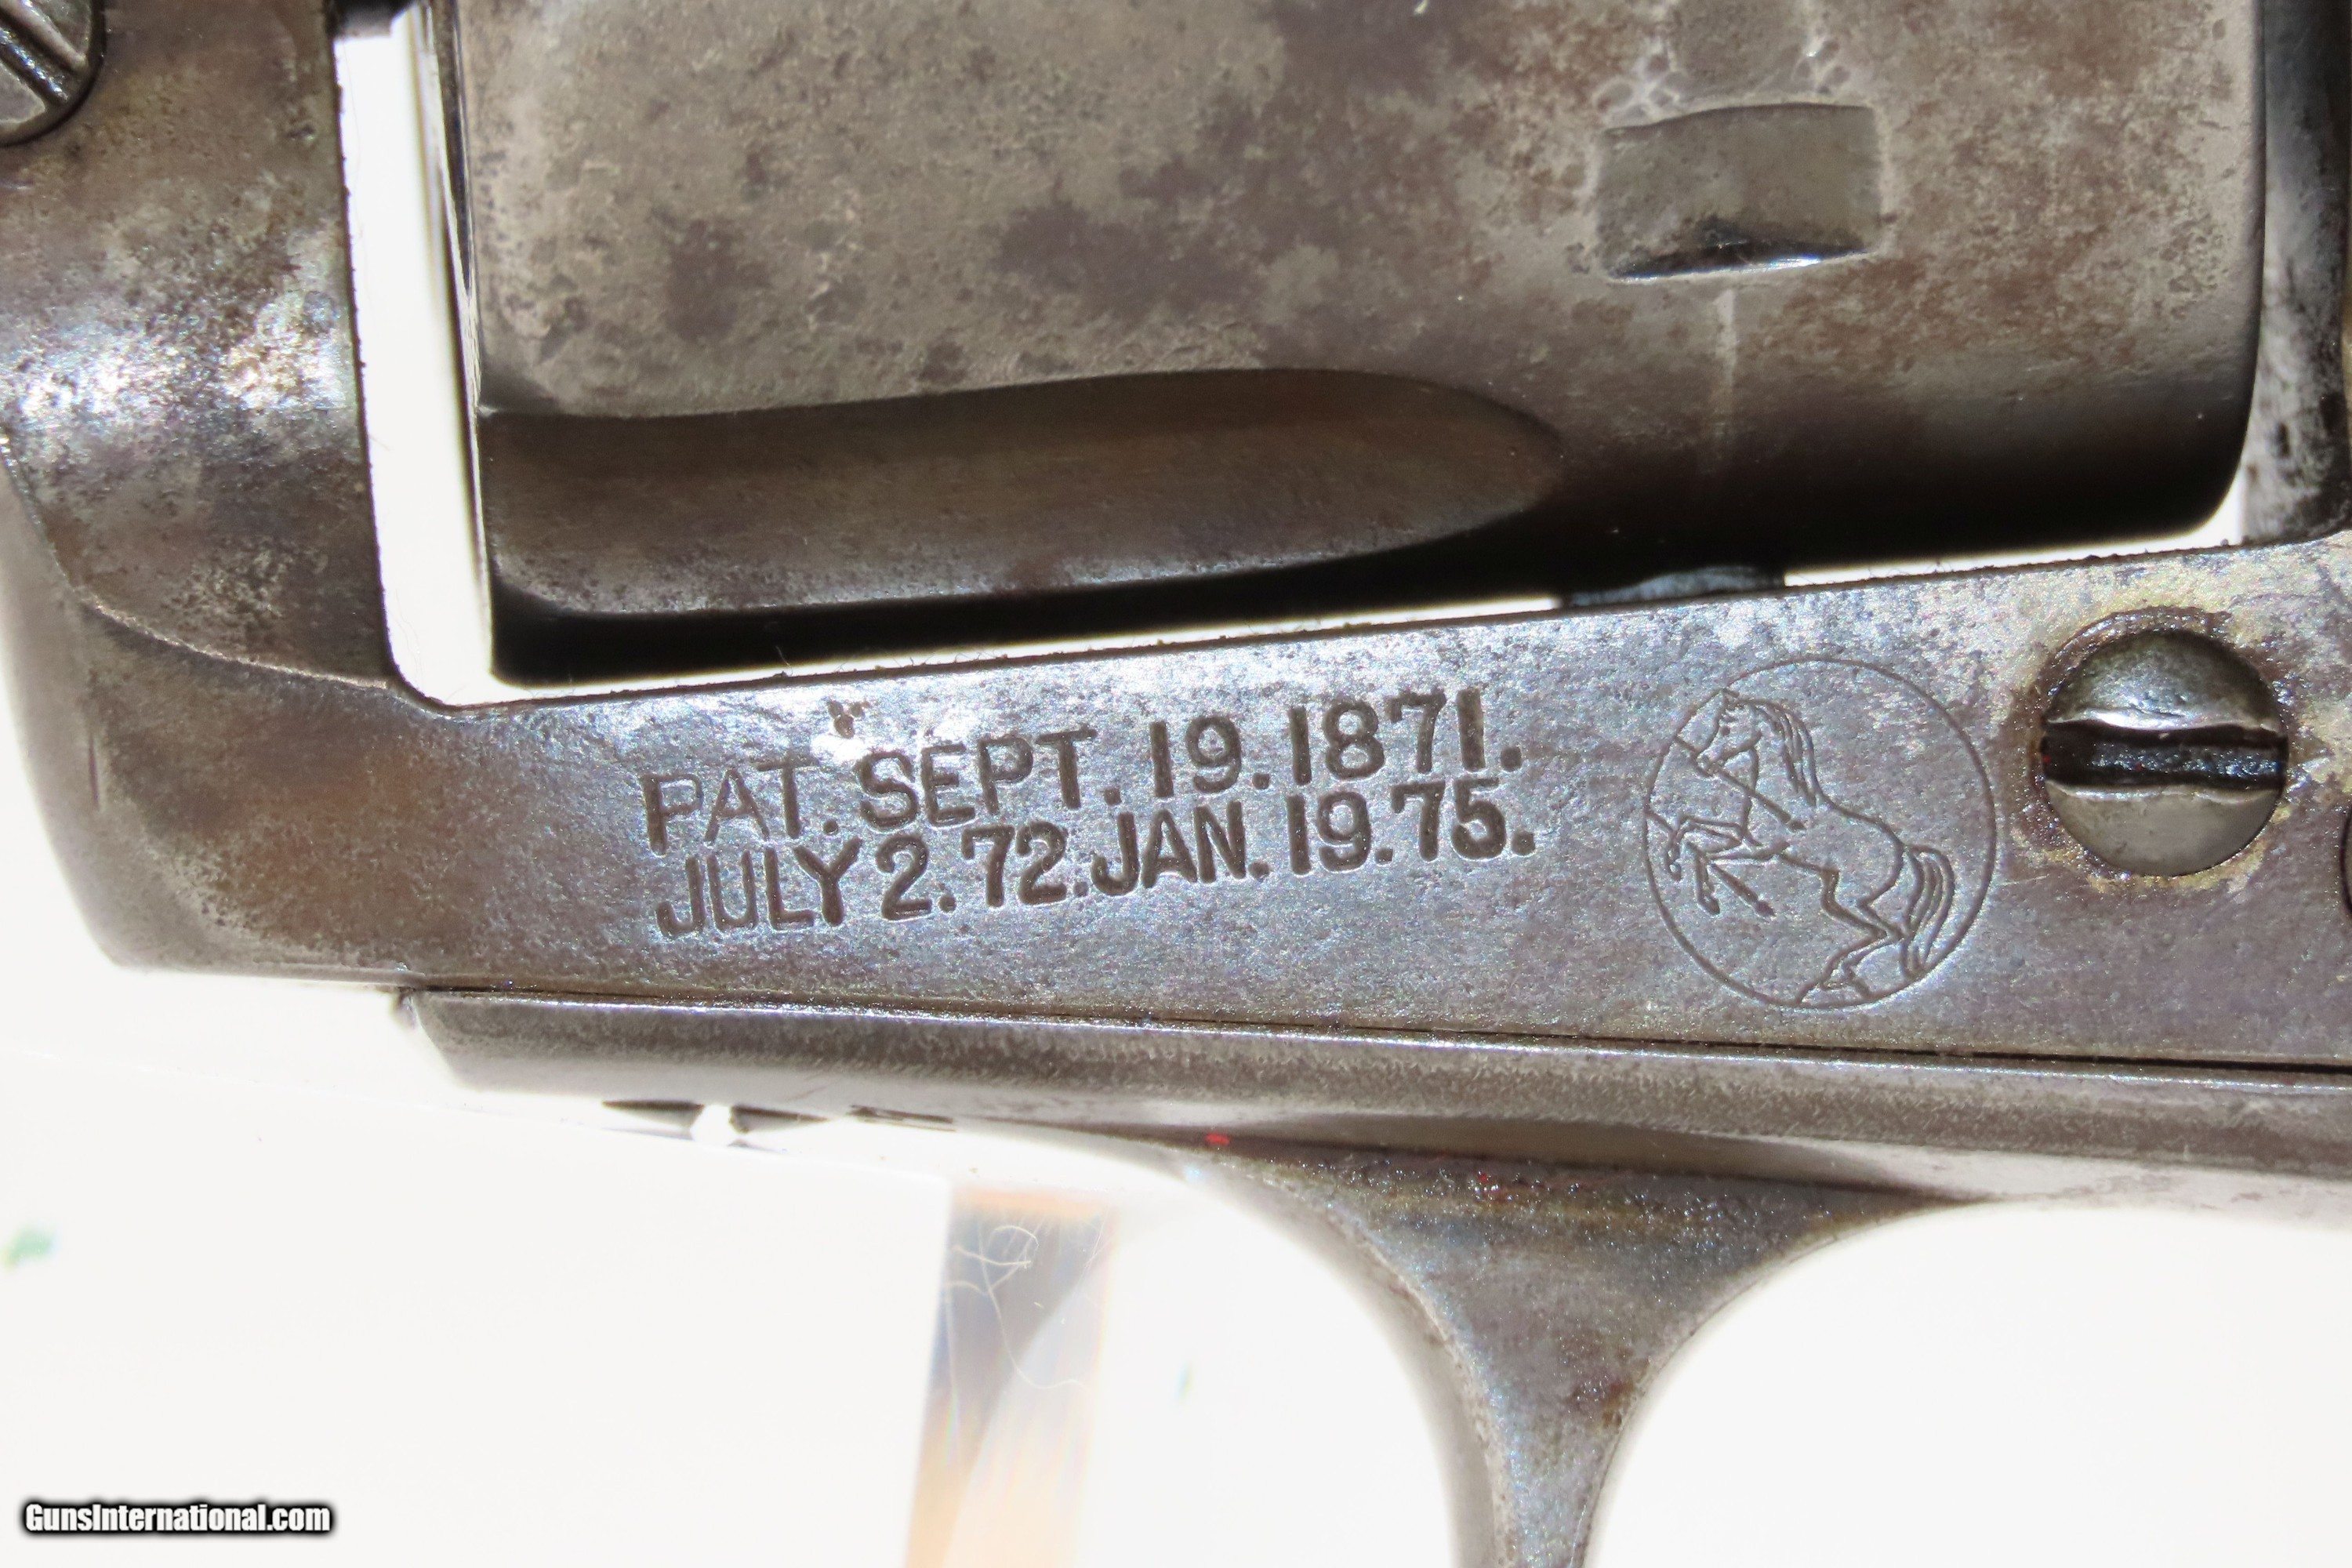 PAT. SEPT. 19. 1871.
JULY 2. 72. JAN. 19. 75.
GunsInternational.com